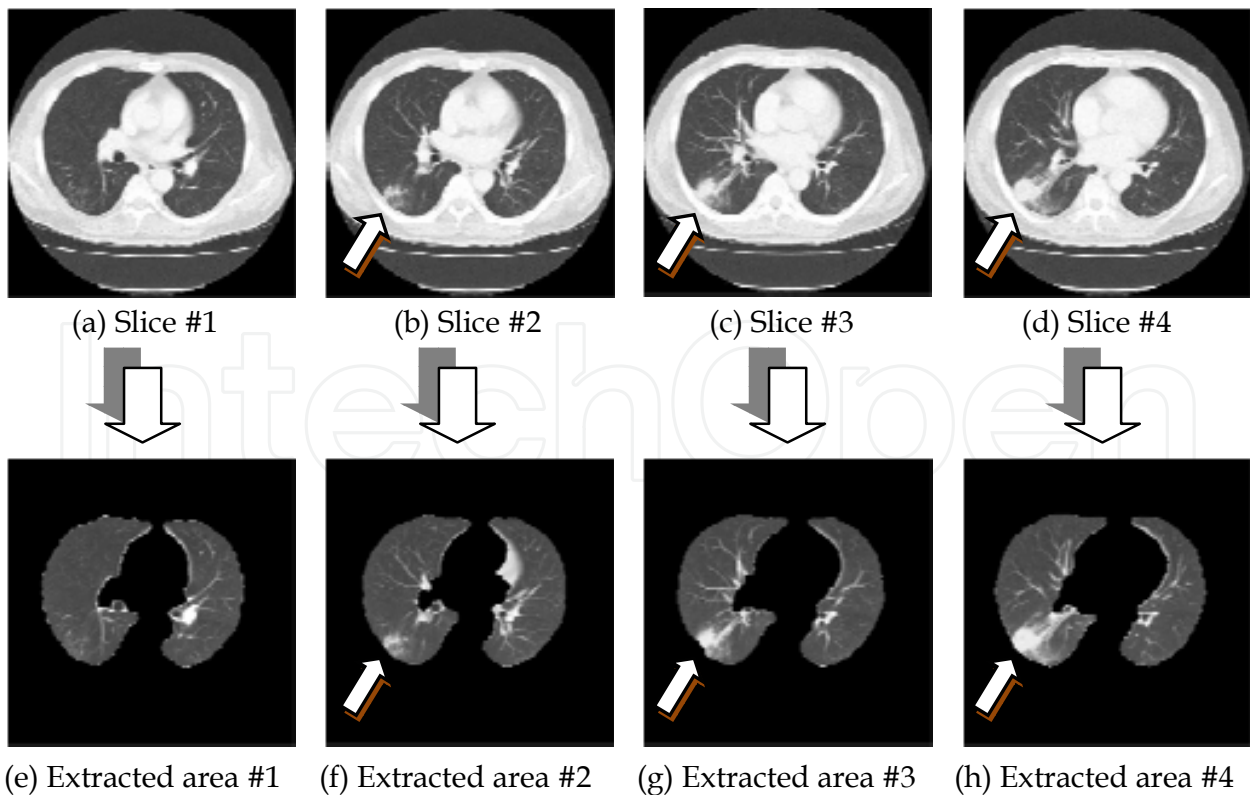 (a) Slice #1
(b) Slice #2
(c) Slice #3
(d) Slice #4
IntechOpen
(e) Extracted area #1
(f) Extracted area #2
(g) Extracted area #3
(h) Extracted area #4